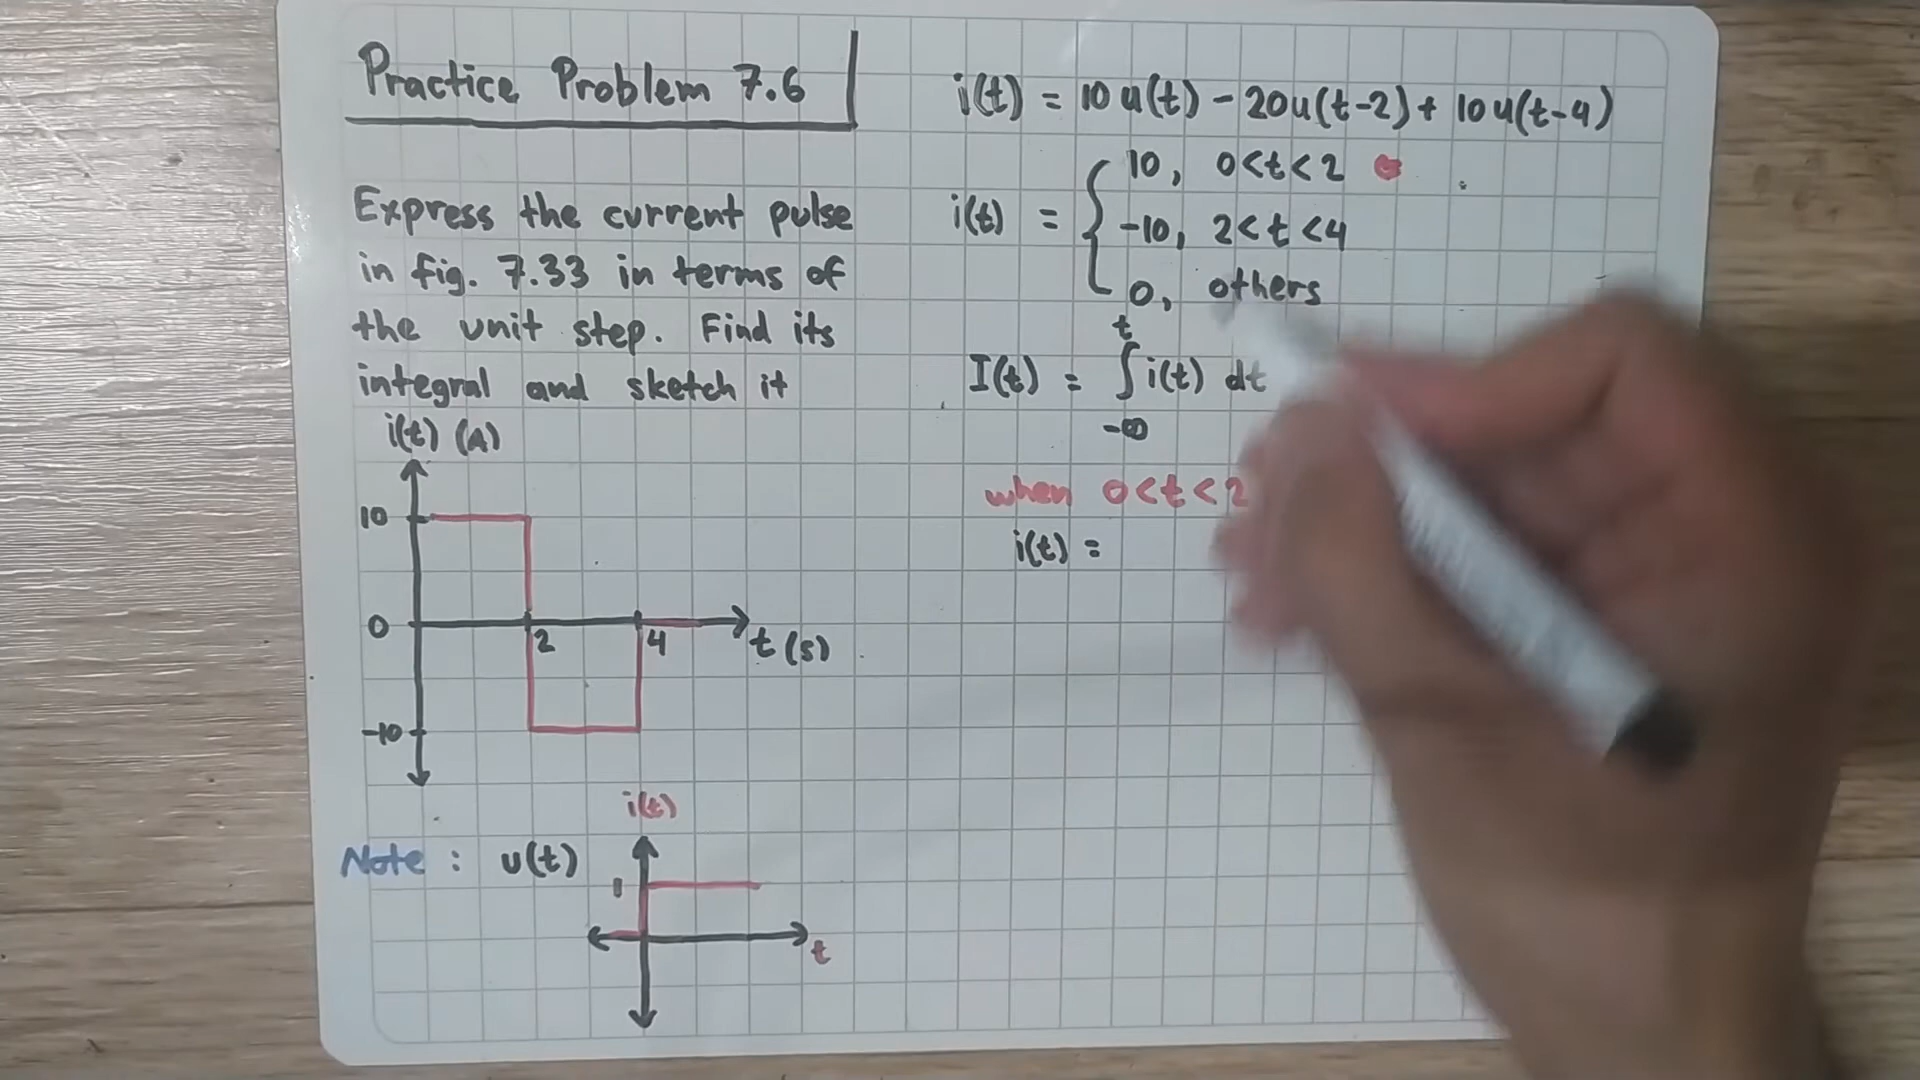 Practice Problem 7.6
Express the current pulse
in fig. 7.33 in terms of
the unit step. Find its
integral and sketch it
i(t) (A)
10
0
2
4
t (s)
-10
i(t)
Note : u(t)
1
t
i(t) = 10 u(t) - 20u(t-2) + 10 u(t-4)
i(t) = { 10, 0<t<2
-10, 2<t<4
0, others
I(t) = ∫ i(t) dt
t
-∞
when 0<t<2
i(t) =